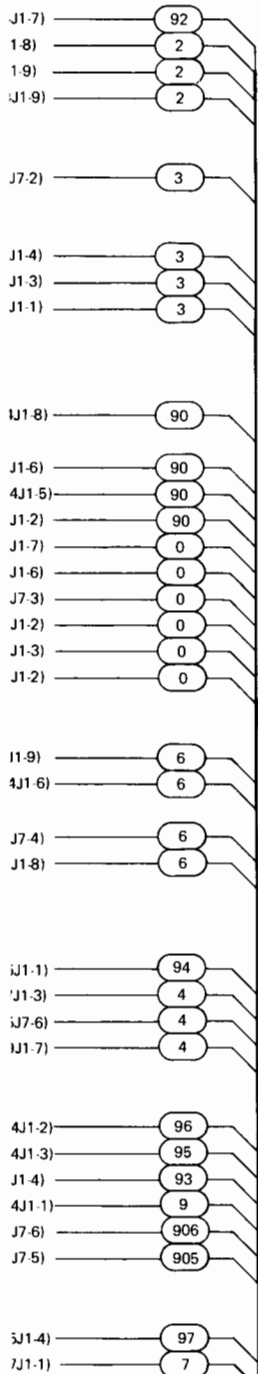 J1-7) 92
1-8) 2
1-9) 2
J1-9) 2
J7-2) 3
J1-4) 3
J1-3) 3
J1-1) 3
J1-8) 90
J1-6) 90
4J1-5) 90
J1-2) 90
J1-7) 0
J1-6) 0
J7-3) 0
J1-2) 0
J1-3) 0
J1-2) 0
1-9) 6
4J1-6) 6
J7-4) 6
J1-8) 6
J1-1) 94
J1-3) 4
J7-6) 4
J1-7) 4
4J1-2) 96
4J1-3) 95
J1-4) 93
4J1-1) 9
J7-6) 906
J7-5) 905
5J1-4) 97
7J1-1) 7